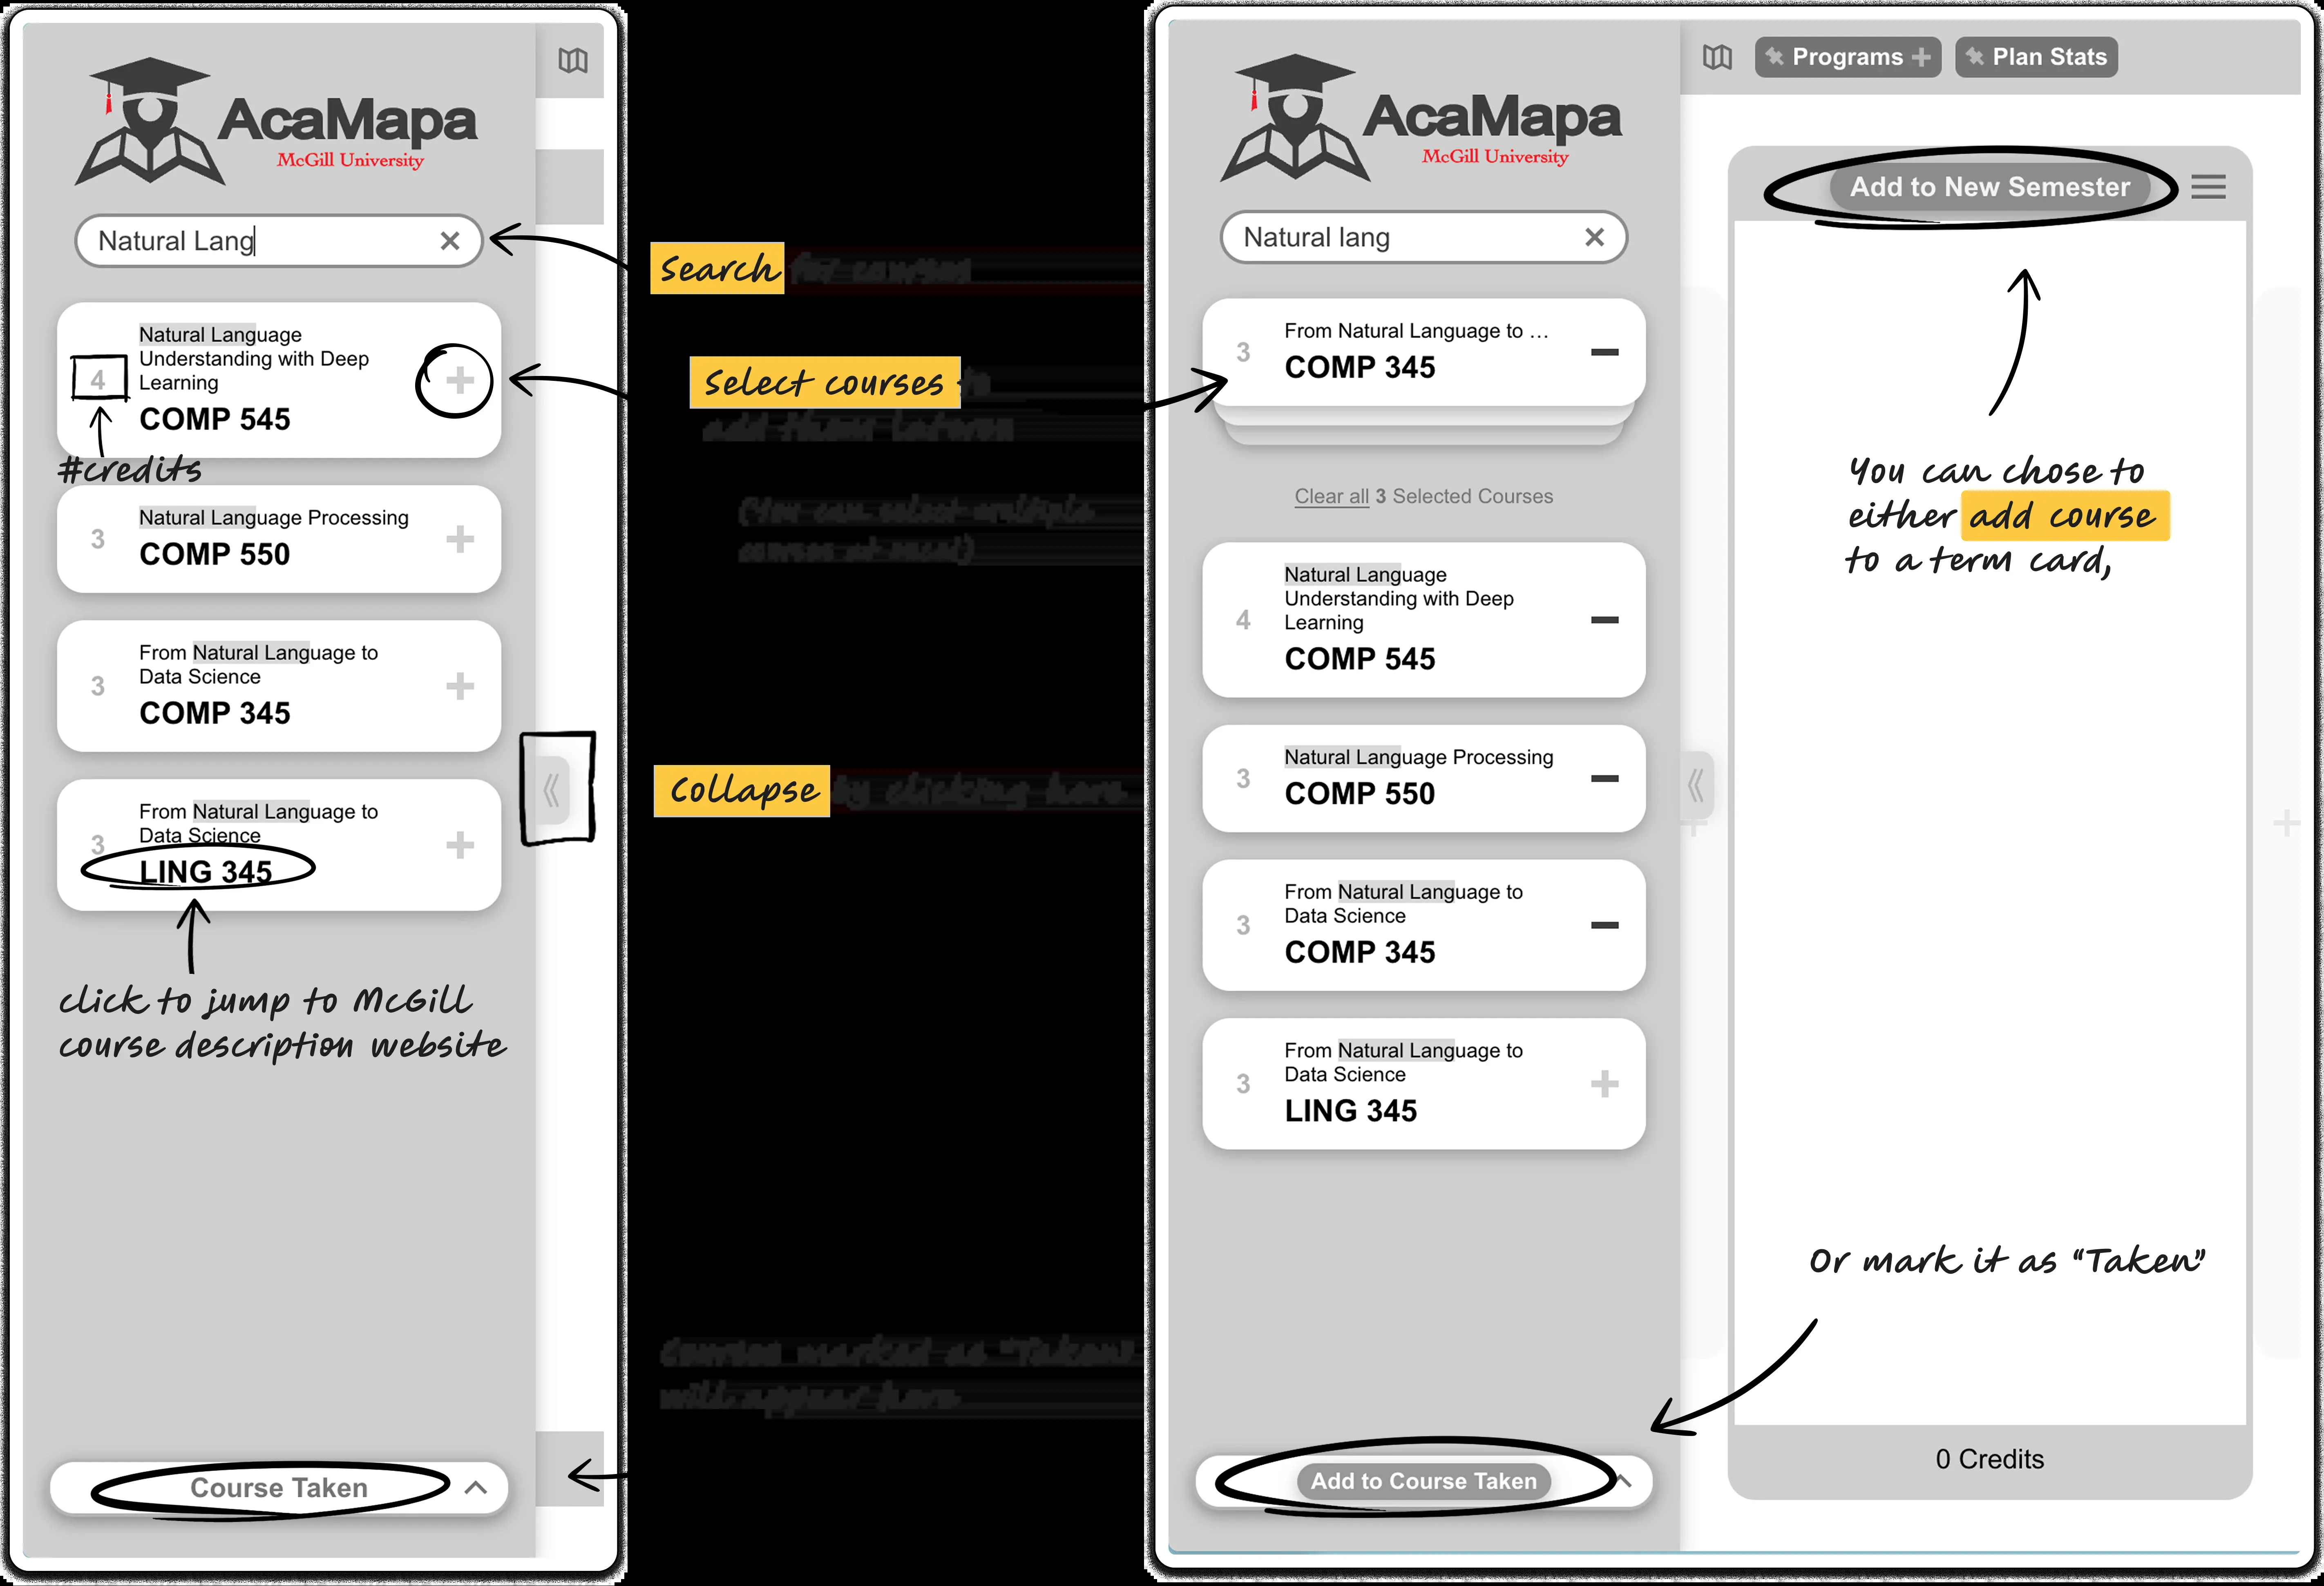 AcaMapa
McGill University
Natural Lang
Natural Language
Understanding with Deep
Learning
4
COMP 545
#credits
Natural Language Processing
3
COMP 550
From Natural Language to
Data Science
3
COMP 345
From Natural Language to
Data Science
3
LING 345
click to jump to McGill
course description website
Course Taken
Search for courses
Select courses to
add them before
(You can select multiple
courses at once)
Collapse by clicking here
Courses marked as "Taken"
will appear here
AcaMapa
McGill University
Natural lang
From Natural Language to ...
3
COMP 345
Clear all 3 Selected Courses
Natural Language
Understanding with Deep
Learning
4
COMP 545
Natural Language Processing
3
COMP 550
From Natural Language to
Data Science
3
COMP 345
From Natural Language to
Data Science
3
LING 345
Add to Course Taken
Programs
Plan Stats
Add to New Semester
You can chose to
either add course
to a term card,
Or mark it as "Taken"
0 Credits